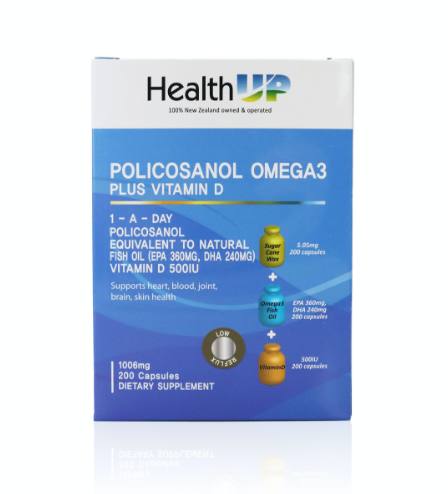 HealthUP
100% New Zealand owned & operated
POLICOSANOL OMEGA3
PLUS VITAMIN D
1 - A - DAY
POLICOSANOL
EQUIVALENT TO NATURAL
FISH OIL (EPA 360MG, DHA 240MG)
VITAMIN D 500IU
Supports heart, blood, joint,
brain, skin health
Sugar
Cane
Wax
5.05mg
200 capsules
+
Omega3
Fish
Oil
EPA 360mg,
DHA 240mg
200 capsules
+
VitaminD
500IU
200 capsules
LOW
REFLUX
1006mg
200 Capsules
DIETARY SUPPLEMENT